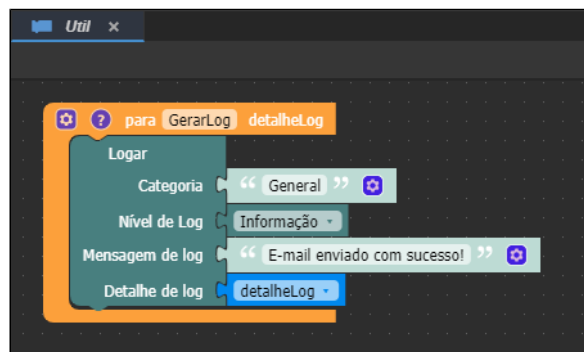 Util ×
? para GerarLog detalheLog
Logar
Categoria “ General ”
Nível de Log Informação
Mensagem de log “ E-mail enviado com sucesso! ”
Detalhe de log detalheLog